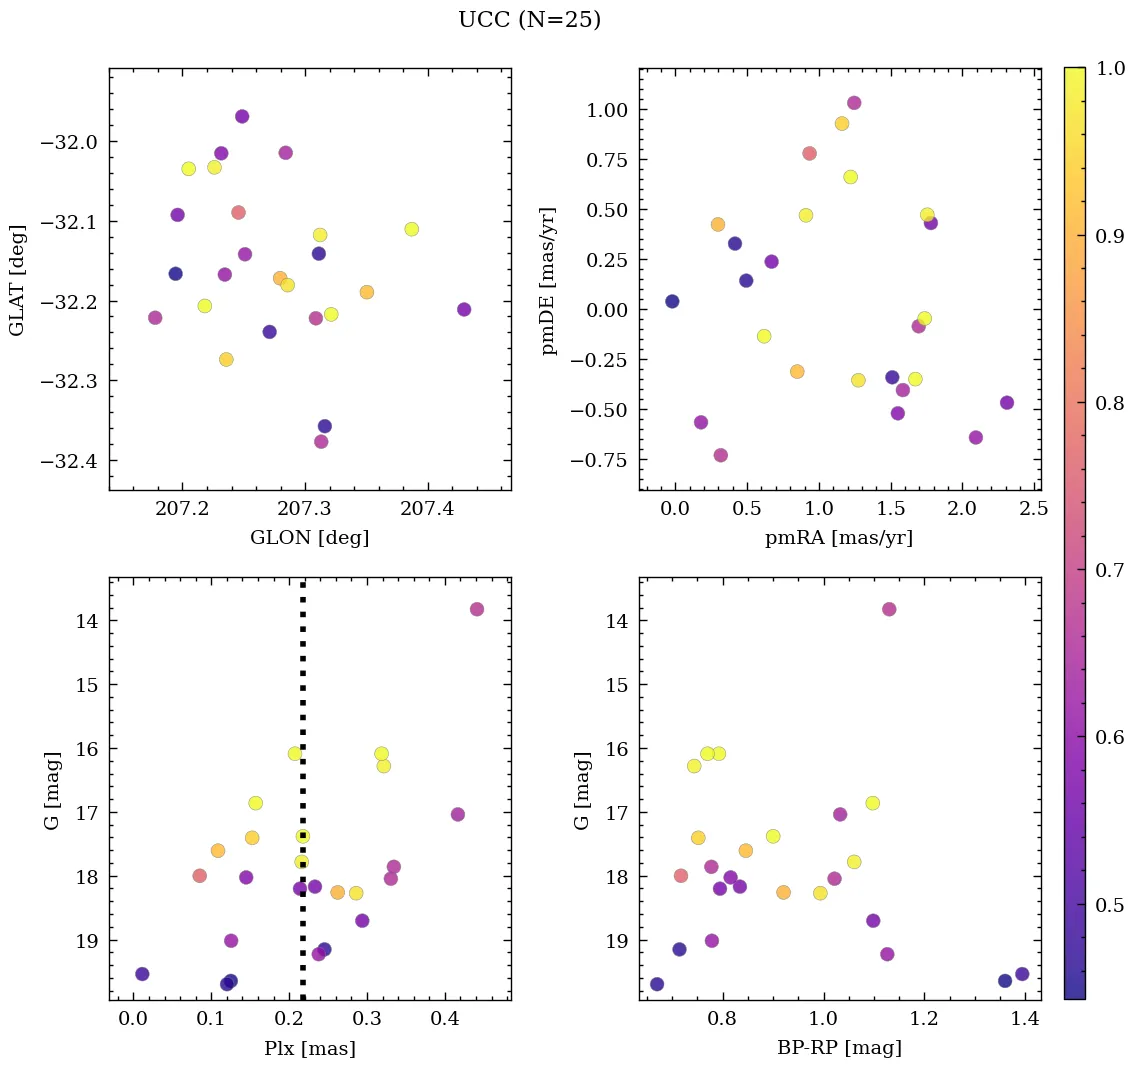 UCC (N=25)
−32.0
−32.1
−32.2
−32.3
−32.4
GLAT [deg]
207.2 207.3 207.4
GLON [deg]
1.00
0.75
0.50
0.25
0.00
−0.25
−0.50
−0.75
pmDE [mas/yr]
0.0 0.5 1.0 1.5 2.0 2.5
pmRA [mas/yr]
14
15
16
17
18
19
G [mag]
0.0 0.1 0.2 0.3 0.4
Plx [mas]
14
15
16
17
18
19
G [mag]
0.8 1.0 1.2 1.4
BP-RP [mag]
1.0
0.9
0.8
0.7
0.6
0.5